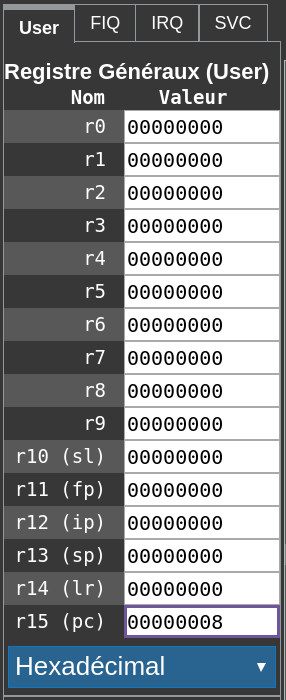 User FIQ IRQ SVC
Registre Généraux (User)
Nom Valeur
r0 00000000
r1 00000000
r2 00000000
r3 00000000
r4 00000000
r5 00000000
r6 00000000
r7 00000000
r8 00000000
r9 00000000
r10 (sl) 00000000
r11 (fp) 00000000
r12 (ip) 00000000
r13 (sp) 00000000
r14 (lr) 00000000
r15 (pc) 00000008
Hexadécimal